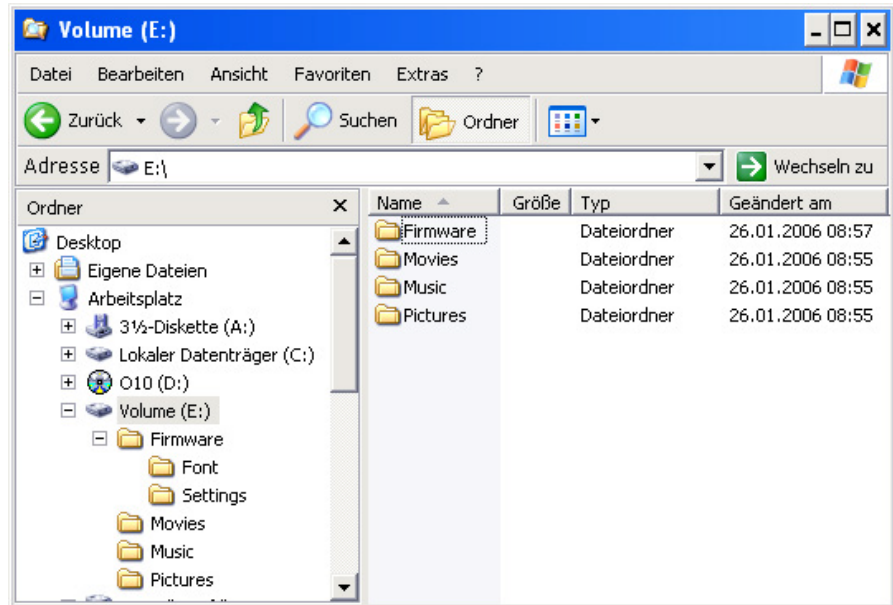 Volume (E:)
Datei Bearbeiten Ansicht Favoriten Extras ?
Zurück Suchen Ordner
Adresse E:\ Wechseln zu
Ordner
Desktop
Eigene Dateien
Arbeitsplatz
3½-Diskette (A:)
Lokaler Datenträger (C:)
O10 (D:)
Volume (E:)
Firmware
Font
Settings
Movies
Music
Pictures
Name Größe Typ Geändert am
Firmware Dateiordner 26.01.2006 08:57
Movies Dateiordner 26.01.2006 08:55
Music Dateiordner 26.01.2006 08:55
Pictures Dateiordner 26.01.2006 08:55